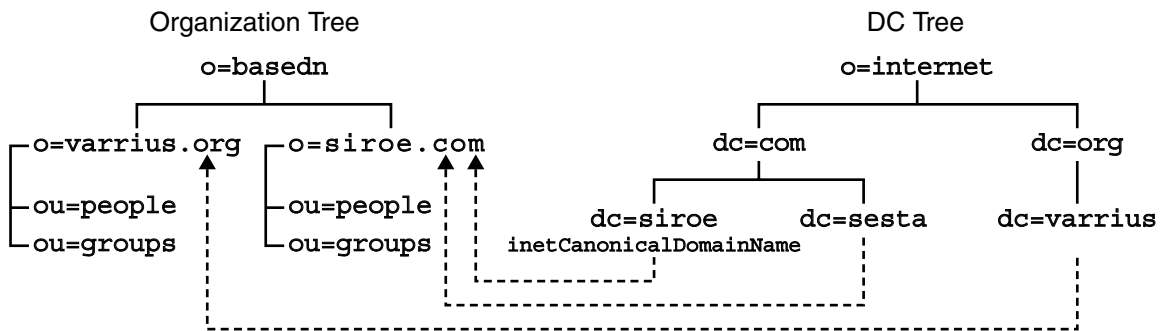 Organization Tree
DC Tree
o=basedn
o=internet
o=varrius.org
o=siroe.com
dc=com
dc=org
ou=people
ou=people
dc=siroe
dc=sesta
dc=varrius
ou=groups
ou=groups
inetCanonicalDomainName